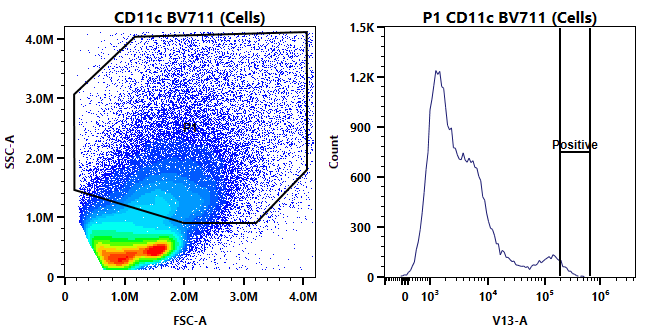 CD11c BV711 (Cells)
4.0M
3.0M
2.0M
1.0M
0
0
1.0M
2.0M
3.0M
4.0M
SSC-A
FSC-A
P1 CD11c BV711 (Cells)
1.5K
1.2K
900
600
300
0
Count
Positive
0
10³
10⁴
10⁵
10⁶
V13-A